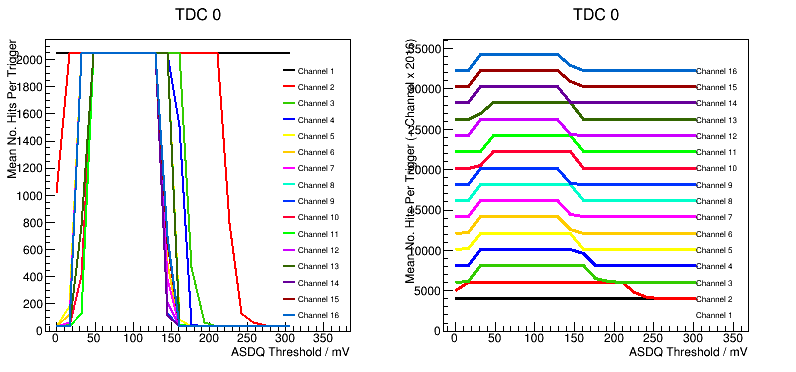 TDC 0
Mean No. Hits Per Trigger
2000
1800
1600
1400
1200
1000
800
600
400
200
0
0 50 100 150 200 250 300 350
ASDQ Threshold / mV
Channel 1
Channel 2
Channel 3
Channel 4
Channel 5
Channel 6
Channel 7
Channel 8
Channel 9
Channel 10
Channel 11
Channel 12
Channel 13
Channel 14
Channel 15
Channel 16
TDC 0
Mean No. Hits Per Trigger (+ Channel x 2016)
35000
30000
25000
20000
15000
10000
5000
0
0 50 100 150 200 250 300 350
ASDQ Threshold / mV
Channel 16
Channel 15
Channel 14
Channel 13
Channel 12
Channel 11
Channel 10
Channel 9
Channel 8
Channel 7
Channel 6
Channel 5
Channel 4
Channel 3
Channel 2
Channel 1